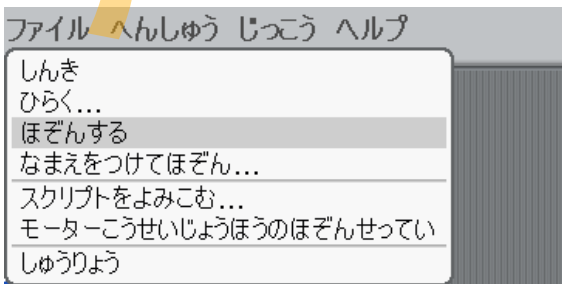 ファイル へんしゅう じっこう ヘルプ
しんき
ひらく...
ほぞんする
なまえをつけてほぞん...
スクリプトをよみこむ...
モーターこうせいじょうほうのほぞんせってい
しゅうりょう